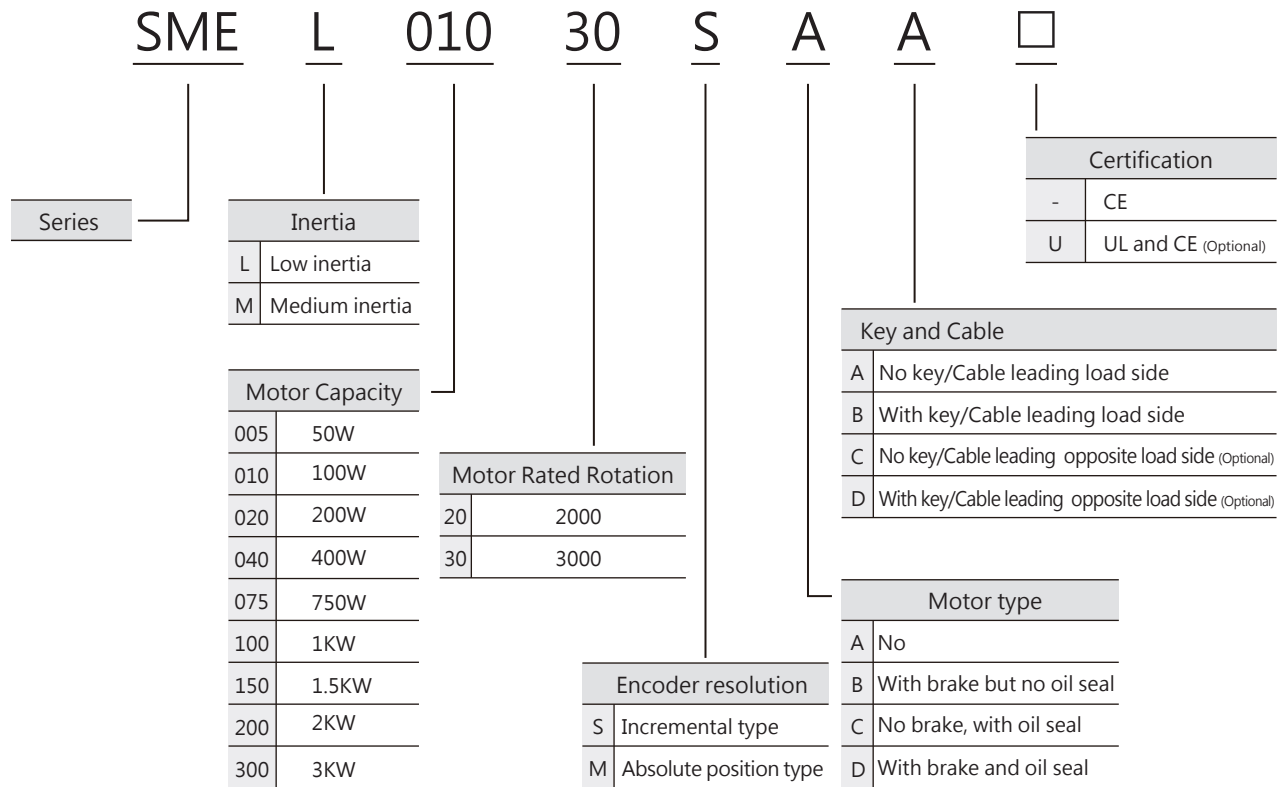 SME L 010 30 S A A □
Series
Inertia
L Low inertia
M Medium inertia
Motor Capacity
005 50W
010 100W
020 200W
040 400W
075 750W
100 1KW
150 1.5KW
200 2KW
300 3KW
Motor Rated Rotation
20 2000
30 3000
Encoder resolution
S Incremental type
M Absolute position type
Motor type
A No
B With brake but no oil seal
C No brake, with oil seal
D With brake and oil seal
Key and Cable
A No key/Cable leading load side
B With key/Cable leading load side
C No key/Cable leading opposite load side (Optional)
D With key/Cable leading opposite load side (Optional)
Certification
- CE
U UL and CE (Optional)